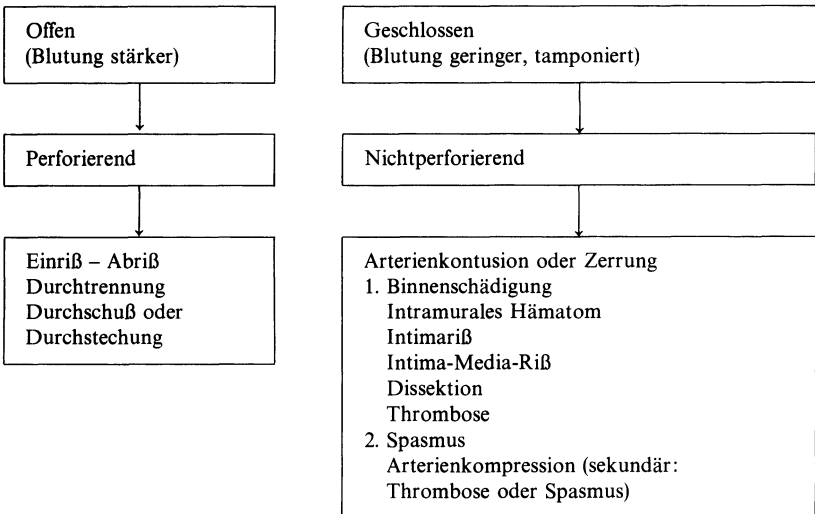 Offen
(Blutung stärker)
Perforierend
Einriß – Abriß
Durchtrennung
Durchschuß oder
Durchstechung
Geschlossen
(Blutung geringer, tamponiert)
Nichtperforierend
Arterienkontusion oder Zerrung
1. Binnenschädigung
Intramurales Hämatom
Intimariß
Intima-Media-Riß
Dissektion
Thrombose
2. Spasmus
Arterienkompression (sekundär:
Thrombose oder Spasmus)